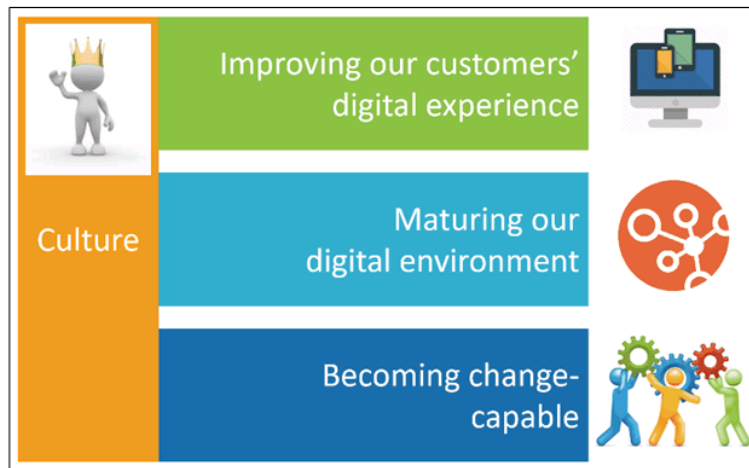 Culture
Improving our customers’
digital experience
Maturing our
digital environment
Becoming change-
capable